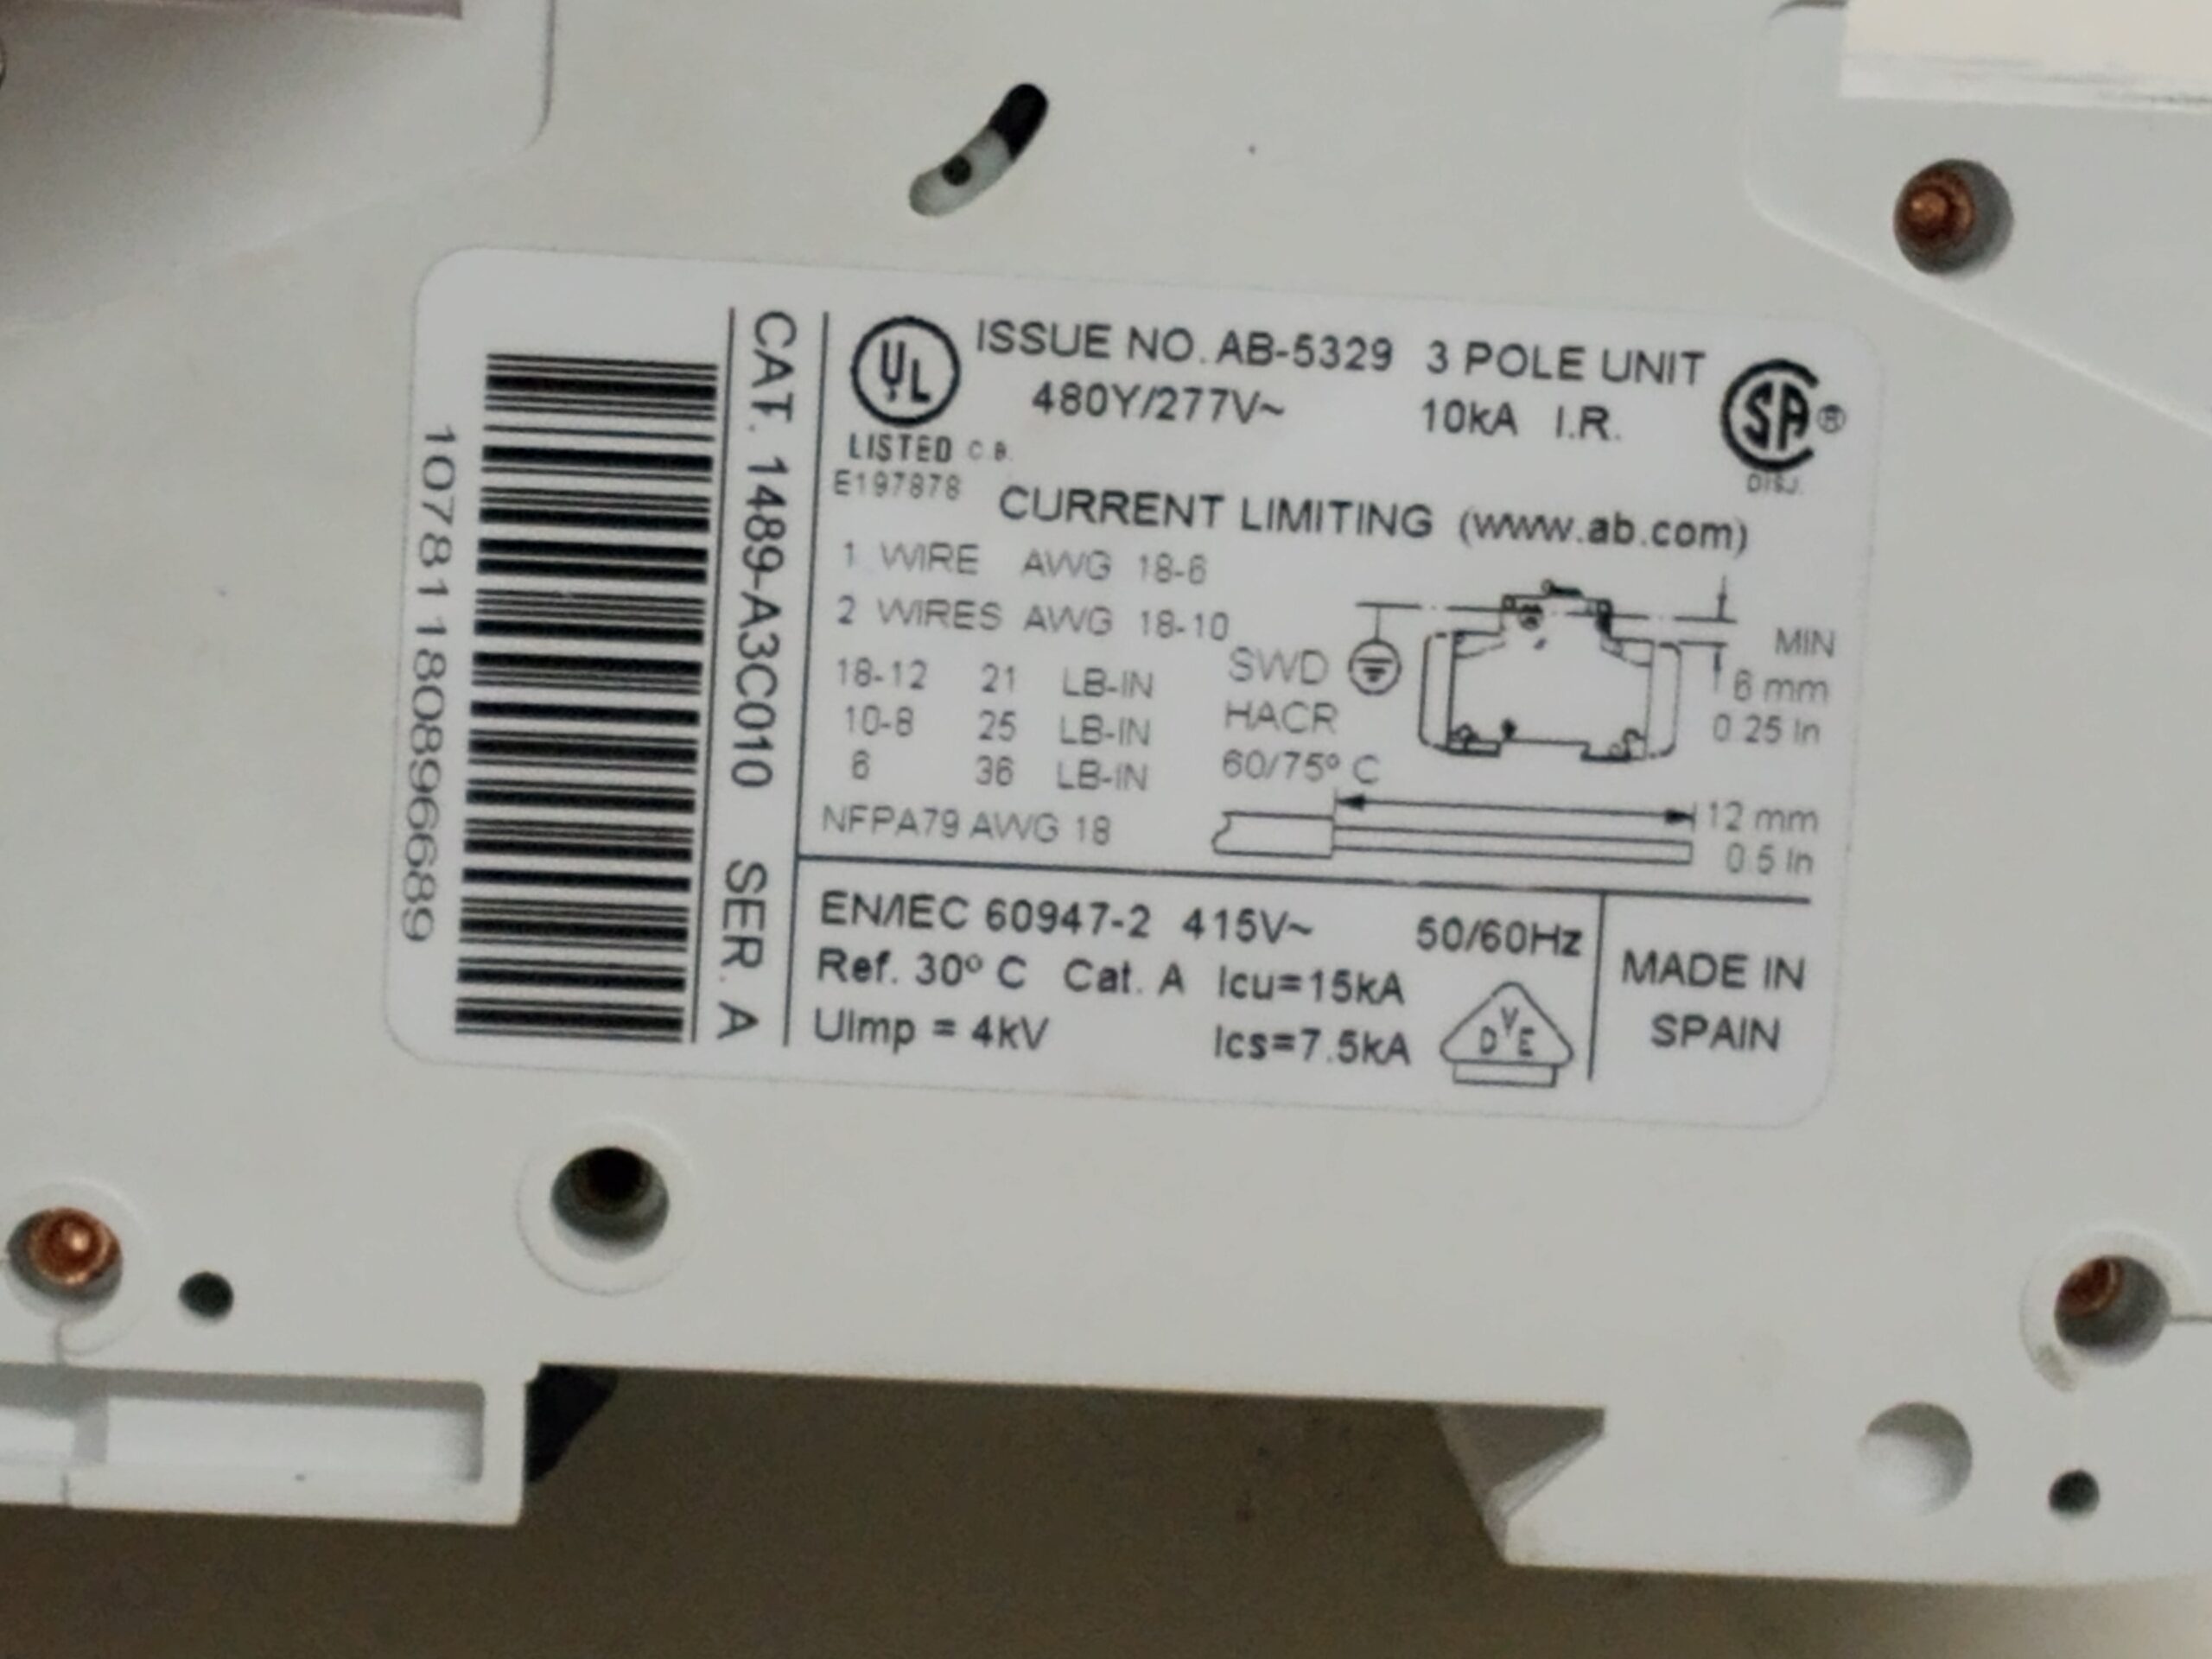 10781180896689
CAT. 1489-A3C010 SER. A
UL
LISTED C.B.
E197878
ISSUE NO. AB-5329 3 POLE UNIT
480Y/277V~ 10kA I.R.
SA ®
DISJ.
CURRENT LIMITING (www.ab.com)
1 WIRE AWG 18-6
2 WIRES AWG 18-10
18-12 21 LB-IN
10-8 25 LB-IN
6 36 LB-IN
SWD
HACR
60/75° C
NFPA79 AWG 18
MIN
6 mm
0.25 In
12 mm
0.5 In
EN/IEC 60947-2 415V~ 50/60Hz
Ref. 30° C Cat. A Icu=15kA
UImp = 4kV Ics=7.5kA
DVE
MADE IN
SPAIN